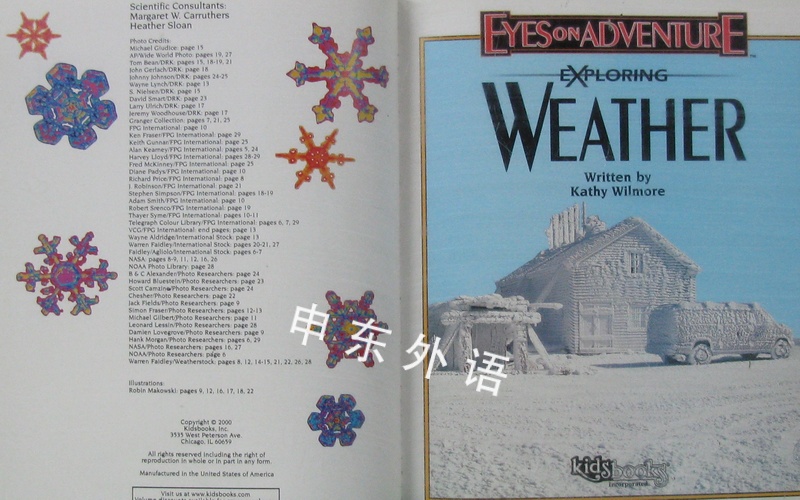 Scientific Consultants:
Margaret W. Carruthers
Heather Sloan
Photo Credits:
Michael Giudice: page 15
AP/Wide World Photo: pages 19, 27
Tom Bean/DRK: pages 15, 18-19, 21
John Gerlach/DRK: page 18
Johnny Johnson/DRK: pages 24-25
Wayne Lynch/DRK: page 13
S. Nielsen/DRK: page 15
David Smart/DRK: page 23
Larry Ulrich/DRK: page 17
Jeremy Woodhouse/DRK: page 17
Granger Collection: pages 7, 21, 25
FPG International: page 10
Ken Fraser/FPG International: page 29
Keith Gunnar/FPG International: page 25
Alan Kearney/FPG International: pages 5, 24
Harvey Lloyd/FPG International: pages 28-29
Fred McKinney/FPG International: page 25
Diane Padys/FPG International: page 10
Richard Price/FPG International: page 8
J. Robinson/FPG International: page 21
Stephen Simpson/FPG International: pages 18-19
Adam Smith/FPG International: page 10
Robert Srenco/FPG International: page 19
Thayer Syme/FPG International: pages 10-11
Telegraph Colour Library/FPG International: pages 6, 7, 29
VCG/FPG International: end pages; page 13
Wayne Aldridge/International Stock: page 13
Warren Faidley/International Stock: pages 20-21, 27
Faidley/Agliolo/International Stock: pages 6-7
NASA: pages 8-9, 11, 12, 16, 26
NOAA Photo Library: page 28
B & C Alexander/Photo Researchers: page 24
Howard Bluestein/Photo Researchers: page 23
Scott Camazine/Photo Researchers: page 24
Chesher/Photo Researchers: page 22
Jack Fields/Photo Researchers: page 9
Simon Fraser/Photo Researchers: pages 12-13
Michael Gilbert/Photo Researchers: page 11
Leonard Lessin/Photo Researchers: page 28
Damien Lovegrove/Photo Researchers: page 9
Hank Morgan/Photo Researchers: pages 6, 29
NASA/Photo Researchers: pages 16, 27
NOAA/Photo Researchers: page 6
Warren Faidley/Weatherstock: pages 8, 12, 14-15, 21, 22, 26, 28
Illustrations:
Robin Makowski: pages 9, 12, 16, 17, 18, 22
Copyright © 2000
Kidsbooks, Inc.
3535 West Peterson Ave.
Chicago, IL 60659
All rights reserved including the right of
reproduction in whole or in part in any form.
Manufactured in the United States of America
Visit us at www.kidsbooks.com
EYES ON ADVENTURE
EXPLORING
WEATHER
Written by
Kathy Wilmore
kidsbooks
incorporated
申东外语